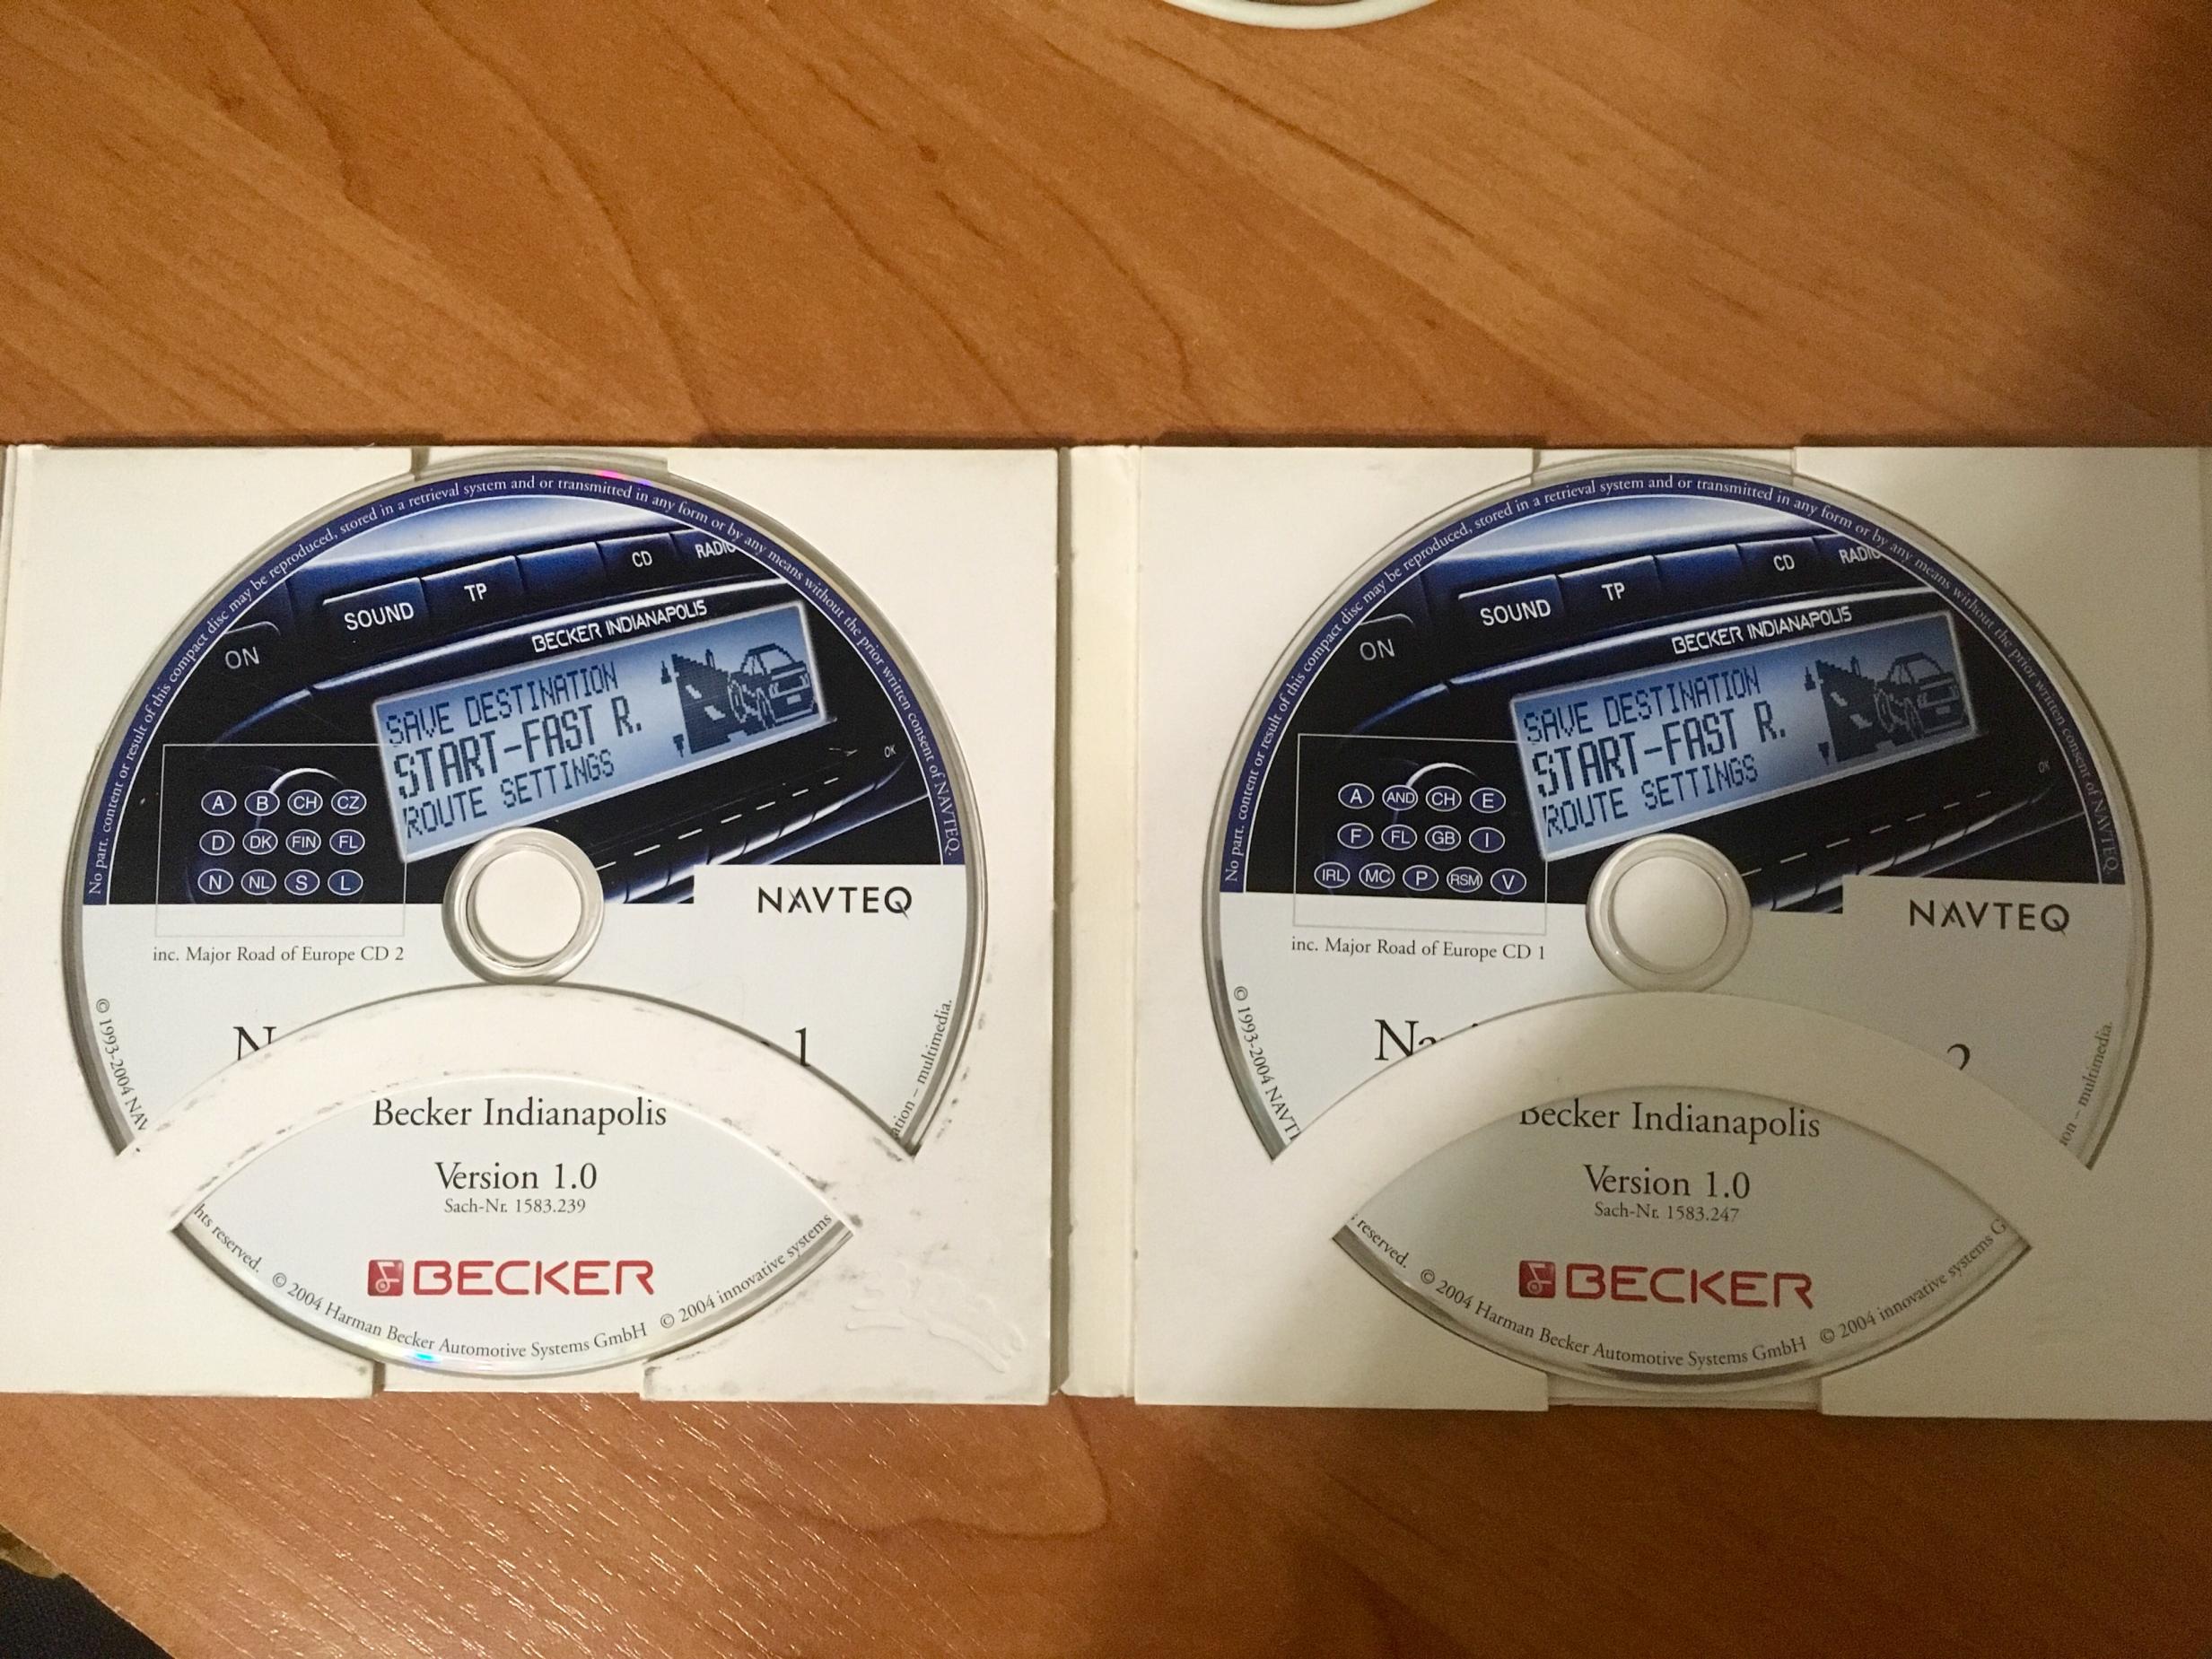 No part, content or result of this compact disc may be reproduced, stored in a retrieval system and or transmitted in any form or by any means without the prior written consent of NAVTEQ.
ON
SOUND
TP
CD
RADIO
BECKER INDIANAPOLIS
SAVE DESTINATION
START-FAST R.
ROUTE SETTINGS
OK
A B CH CZ
D DK FIN FL
N NL S L
NAVTEQ
inc. Major Road of Europe CD 2
1
Becker Indianapolis
Version 1.0
Sach-Nr. 1583.239
BECKER
© 1993-2004 NAV
hts reserved. © 2004 Harman Becker Automotive Systems GmbH © 2004 innovative systems
ation – multimedia.
No part, content or result of this compact disc may be reproduced, stored in a retrieval system and or transmitted in any form or by any means without the prior written consent of NAVTEQ.
ON
SOUND
TP
CD
RADIO
BECKER INDIANAPOLIS
SAVE DESTINATION
START-FAST R.
ROUTE SETTINGS
OK
A AND CH E
F FL GB I
IRL MC P RSM V
NAVTEQ
inc. Major Road of Europe CD 1
2
Becker Indianapolis
Version 1.0
Sach-Nr. 1583.247
BECKER
© 1993-2004 NAVT
reserved. © 2004 Harman Becker Automotive Systems GmbH © 2004 innovative systems G
ion – multimedia.